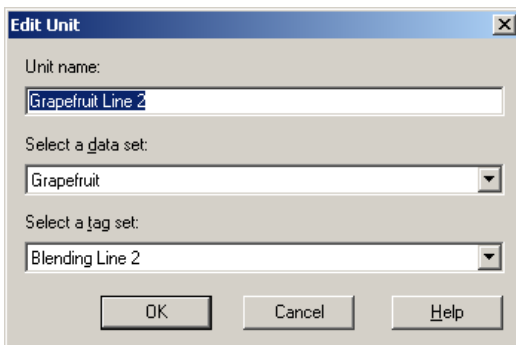 Edit Unit
Unit name:
Grapefruit Line 2
Select a data set:
Grapefruit
Select a tag set:
Blending Line 2
OK Cancel Help